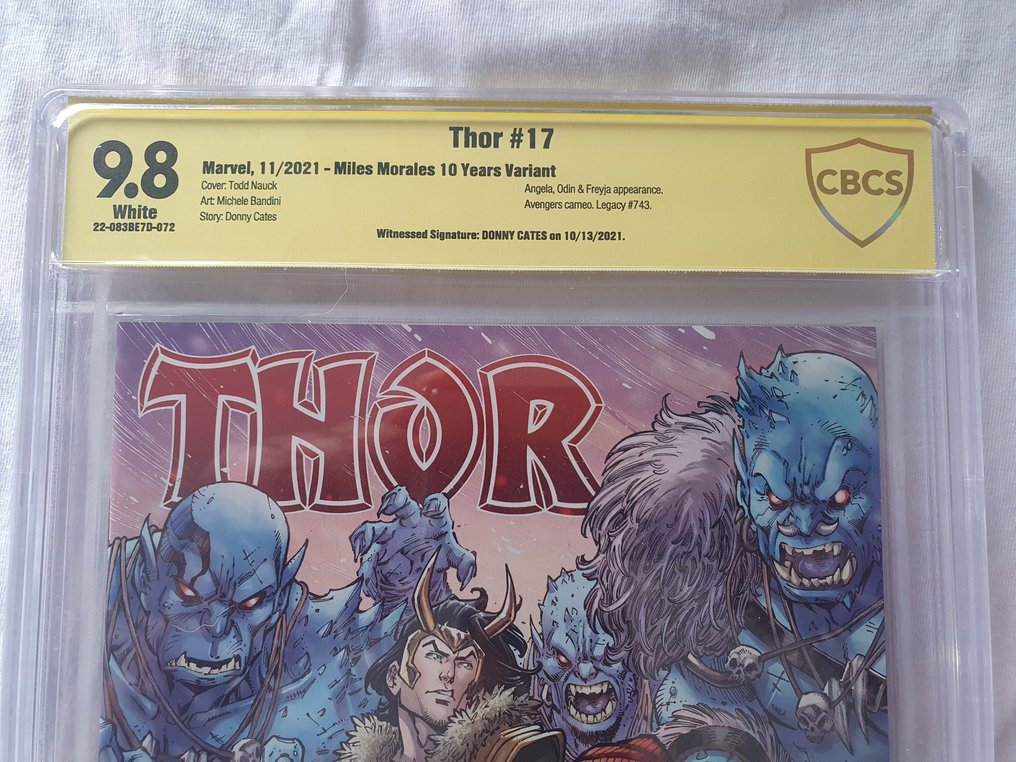 Thor #17
9.8
White
22-083BE7D-072
Marvel, 11/2021 - Miles Morales 10 Years Variant
Cover: Todd Nauck
Art: Michele Bandini
Story: Donny Cates
Angela, Odin & Freyja appearance.
Avengers cameo. Legacy #743.
Witnessed Signature: DONNY CATES on 10/13/2021.
CBCS
THOR